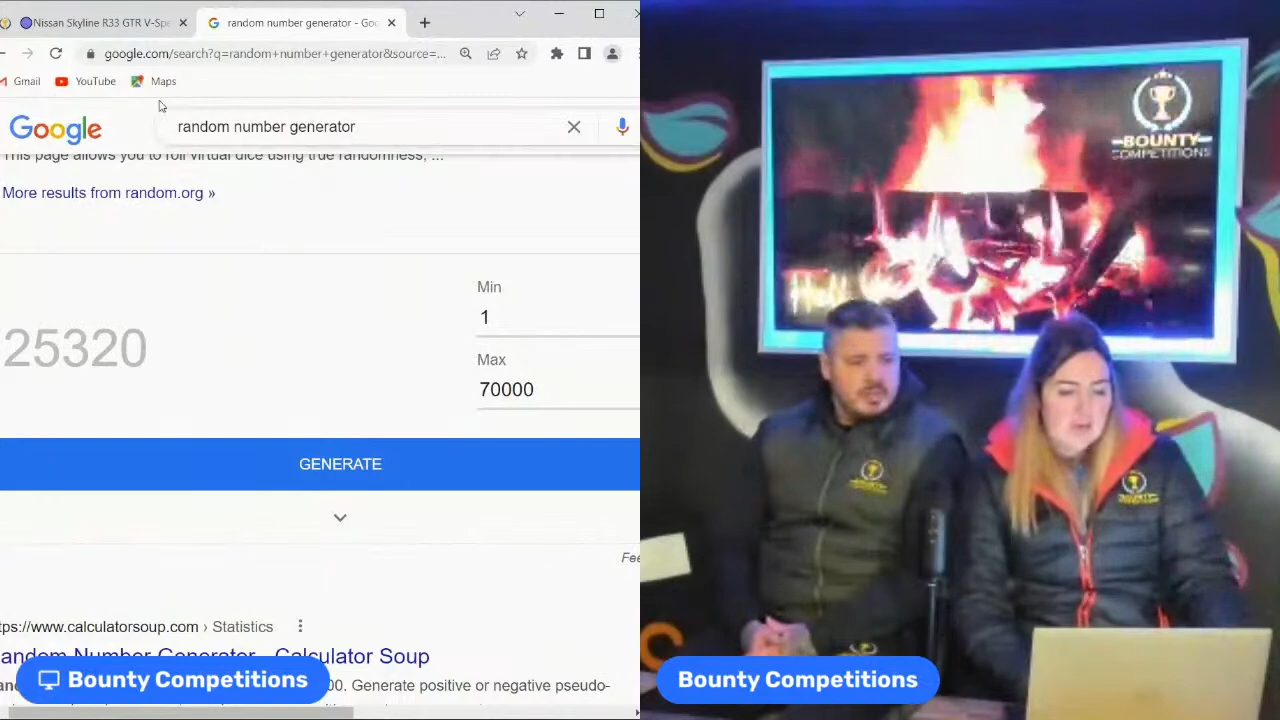 Nissan Skyline R33 GTR V-Spe
random number generator - Goo
google.com/search?q=random+number+generator&source=...
Gmail
YouTube
Maps
Google
random number generator
This page allows you to roll virtual dice using true randomness, ...
More results from random.org »
Min
1
25320
Max
70000
GENERATE
Fee
tps://www.calculatorsoup.com › Statistics
andom Number Generator - Calculator Soup
00. Generate positive or negative pseudo-
Bounty Competitions
BOUNTY
COMPETITIONS
BOUNTY
Bounty Competitions